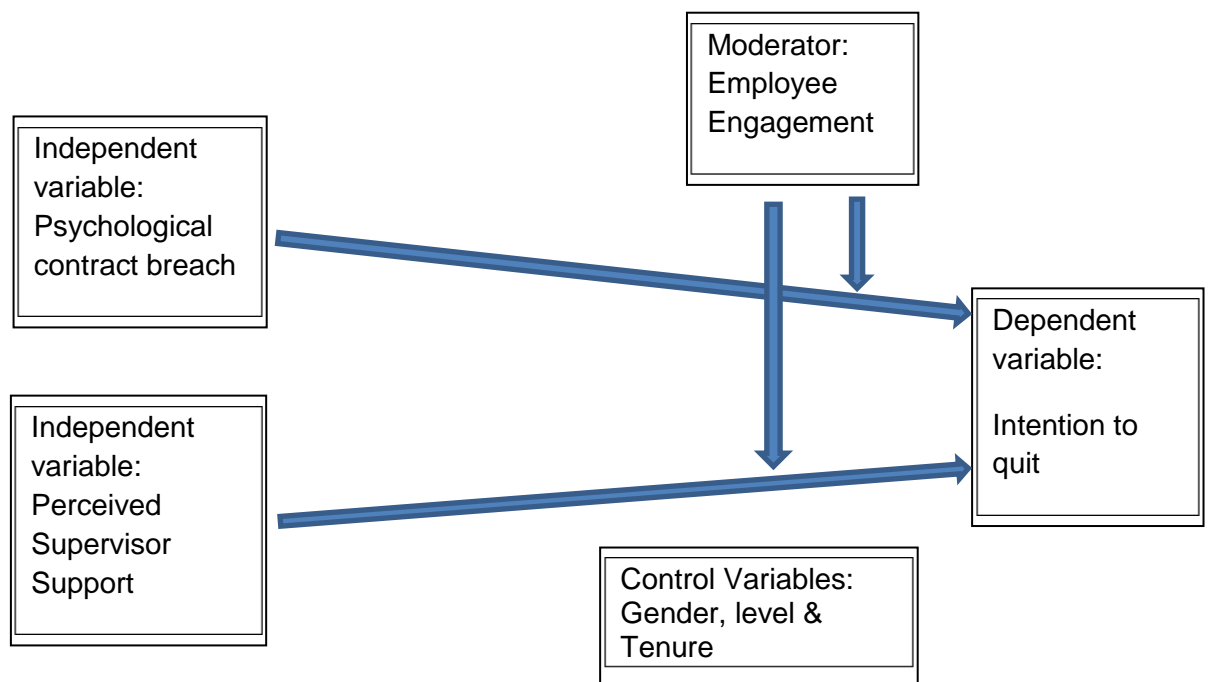 Moderator:
Employee
Engagement
Independent
variable:
Psychological
contract breach
Dependent
variable:
Intention to
quit
Independent
variable:
Perceived
Supervisor
Support
Control Variables:
Gender, level &
Tenure